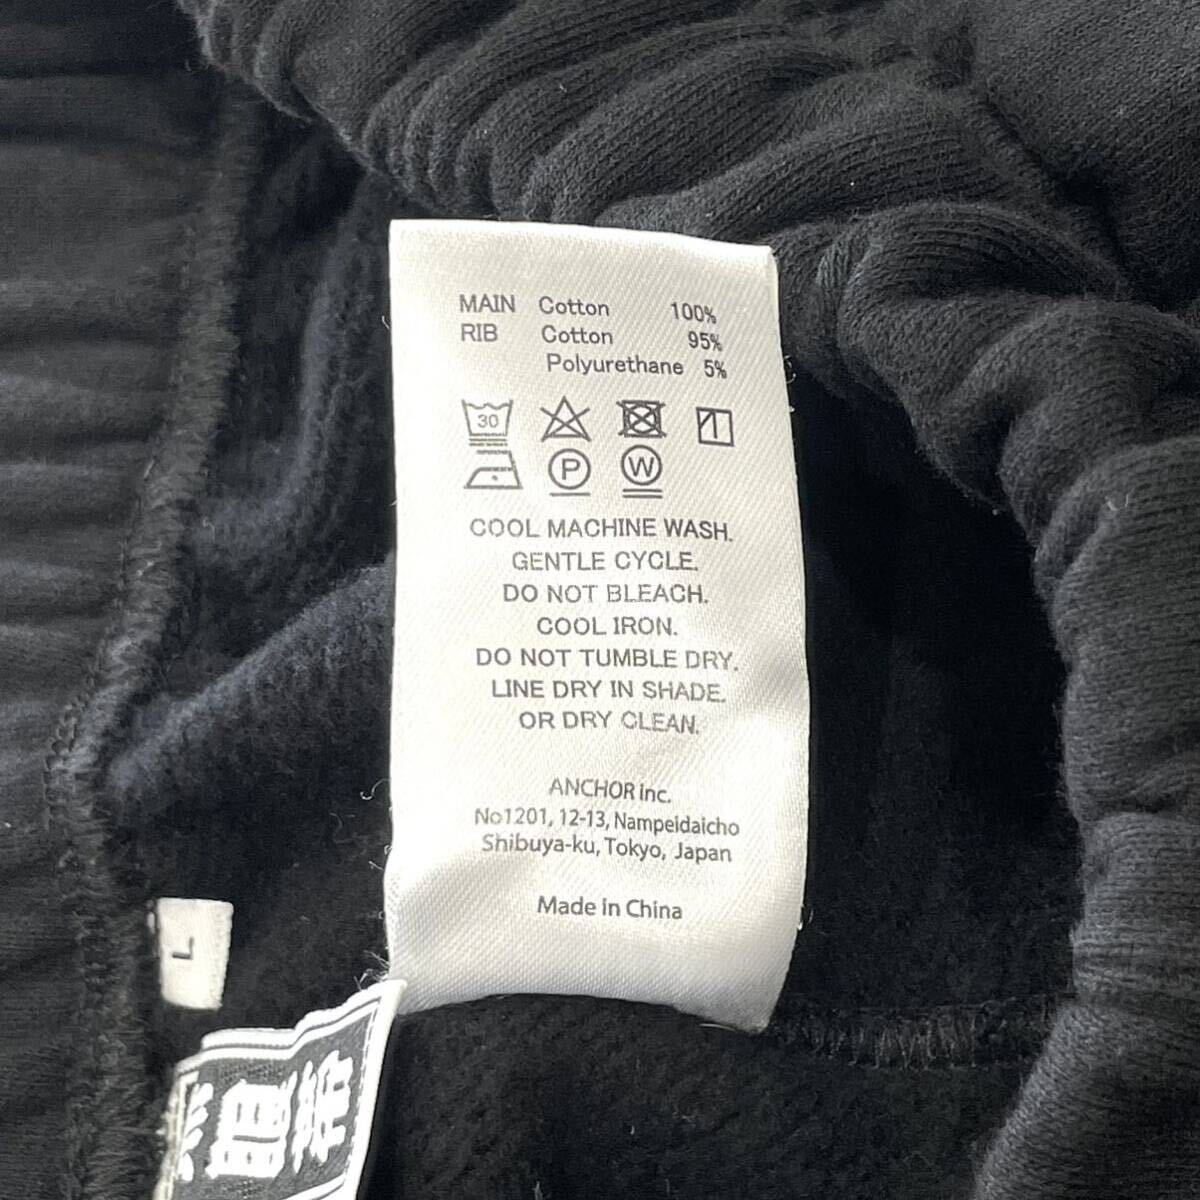 MAIN Cotton 100%
RIB Cotton 95%
Polyurethane 5%
30
P W
COOL MACHINE WASH.
GENTLE CYCLE.
DO NOT BLEACH.
COOL IRON.
DO NOT TUMBLE DRY.
LINE DRY IN SHADE.
OR DRY CLEAN.
ANCHOR Inc.
No1201, 12-13, Nampeidaicho
Shibuya-ku, Tokyo, Japan
Made in China
L
眼帯